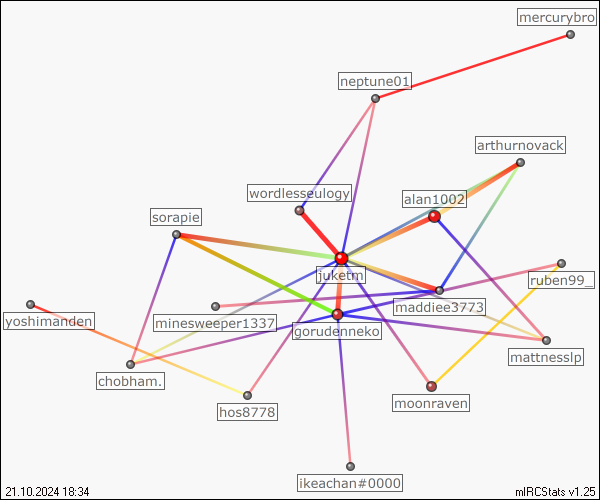 mercurybro
neptune01
arthurnovack
wordlesseulogy
alan1002
sorapie
juketm
ruben99_
maddiee3773
yoshimanden
minesweeper1337
gorudenneko
mattnesslp
chobham.
moonraven
hos8778
ikeachan#0000
21.10.2024 18:34
mIRCStats v1.25